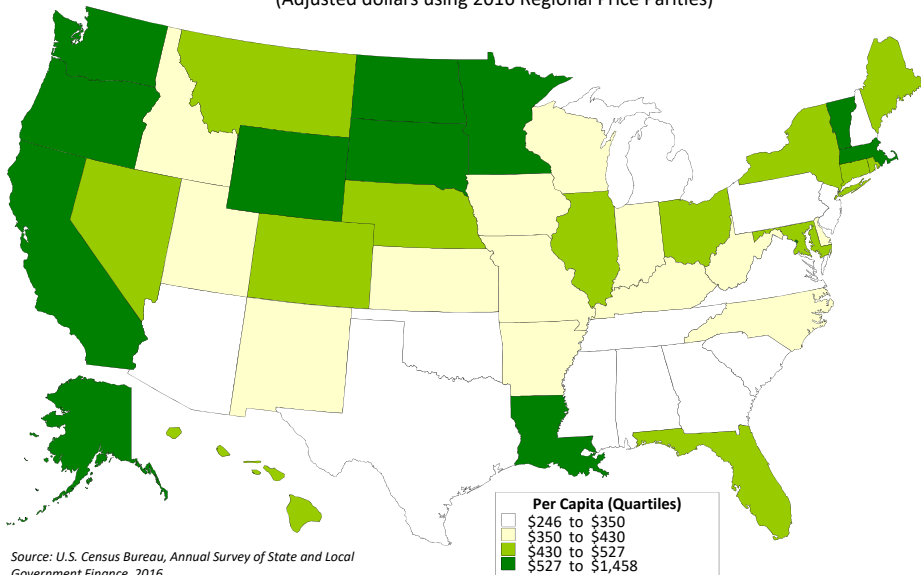 (Adjusted dollars using 2016 Regional Price Parities)
Per Capita (Quartiles)
$246 to $350
$350 to $430
$430 to $527
$527 to $1,458
Source: U.S. Census Bureau, Annual Survey of State and Local
Government Finance, 2016